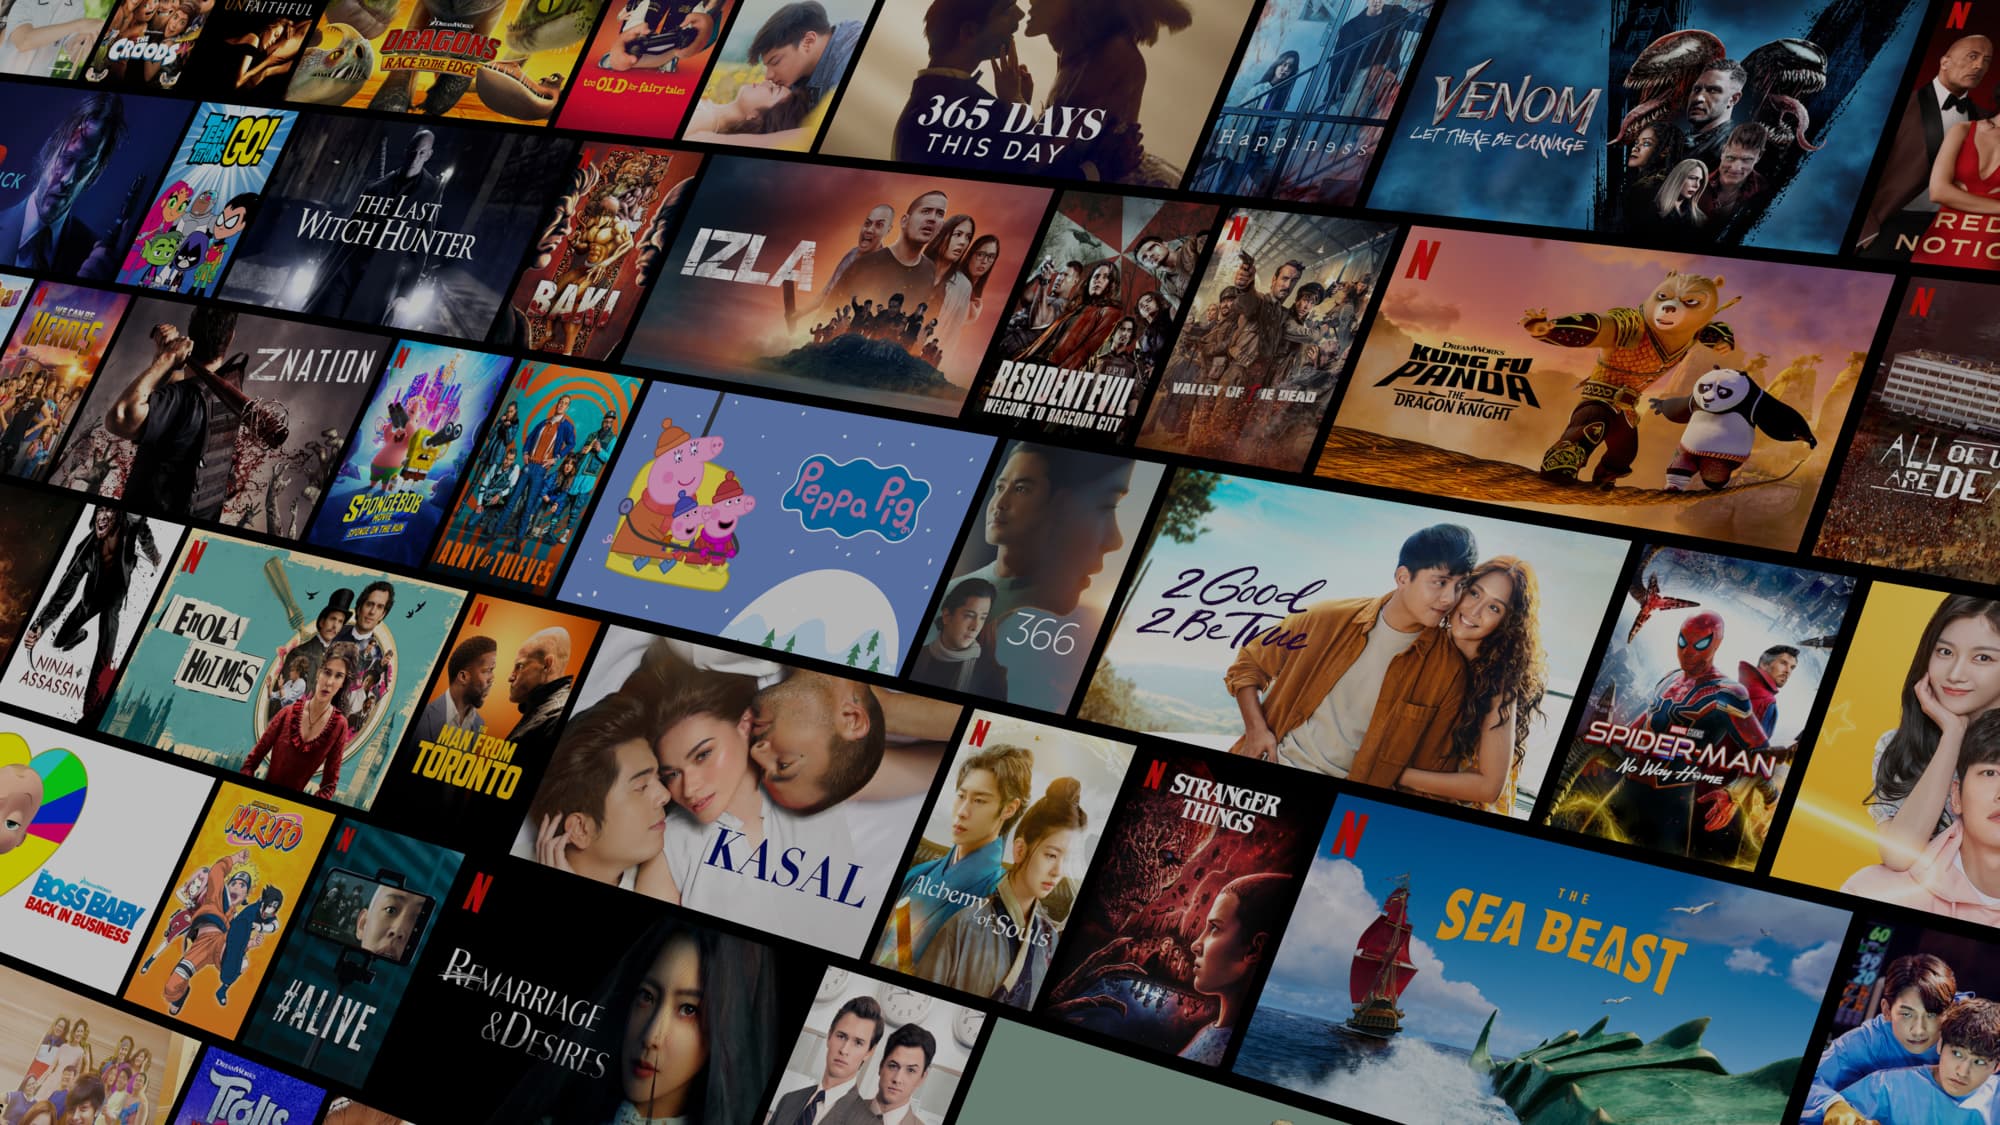 THE
CROODS
UNFAITHFUL
DREAMWORKS
DRAGONS
RACE TO THE EDGE
too OLD for fairy tales
365 DAYS
THIS DAY
Happiness
VENOM
LET THERE BE CARNAGE
N
RED
NOTIC
ICK
TEEN
TITANS
GO!
THE LAST
WITCH HUNTER
BAKI
IZLA
R.P.D.
RESIDENT EVIL
WELCOME TO RACCOON CITY
N
VALLEY OF THE DEAD
N
DREAMWORKS
KUNG FU
PANDA
THE
DRAGON KNIGHT
N
ALL OF U
ARE DEA
N
WE CAN BE
HEROES
Z NATION
N
THE
SPONGEBOB
MOVIE
SPONGE ON THE RUN
N
ARMY OF THIEVES
Peppa Pig
366
2 Good
2 Be True
MARVEL STUDIOS
SPIDER-MAN
No Way Home
NINJA
ASSASSIN
N
ENOLA
HOLMES
N
THE
MAN FROM
TORONTO
KASAL
N
Alchemy
of Souls
N
STRANGER
THINGS
N
THE
SEA BEAST
DREAMWORKS
THE
BOSS BABY
BACK IN BUSINESS
NARUTO
N
#ALIVE
N
REMARRIAGE
&DESIRES
60
99
20
DREAMWORKS
Trolls